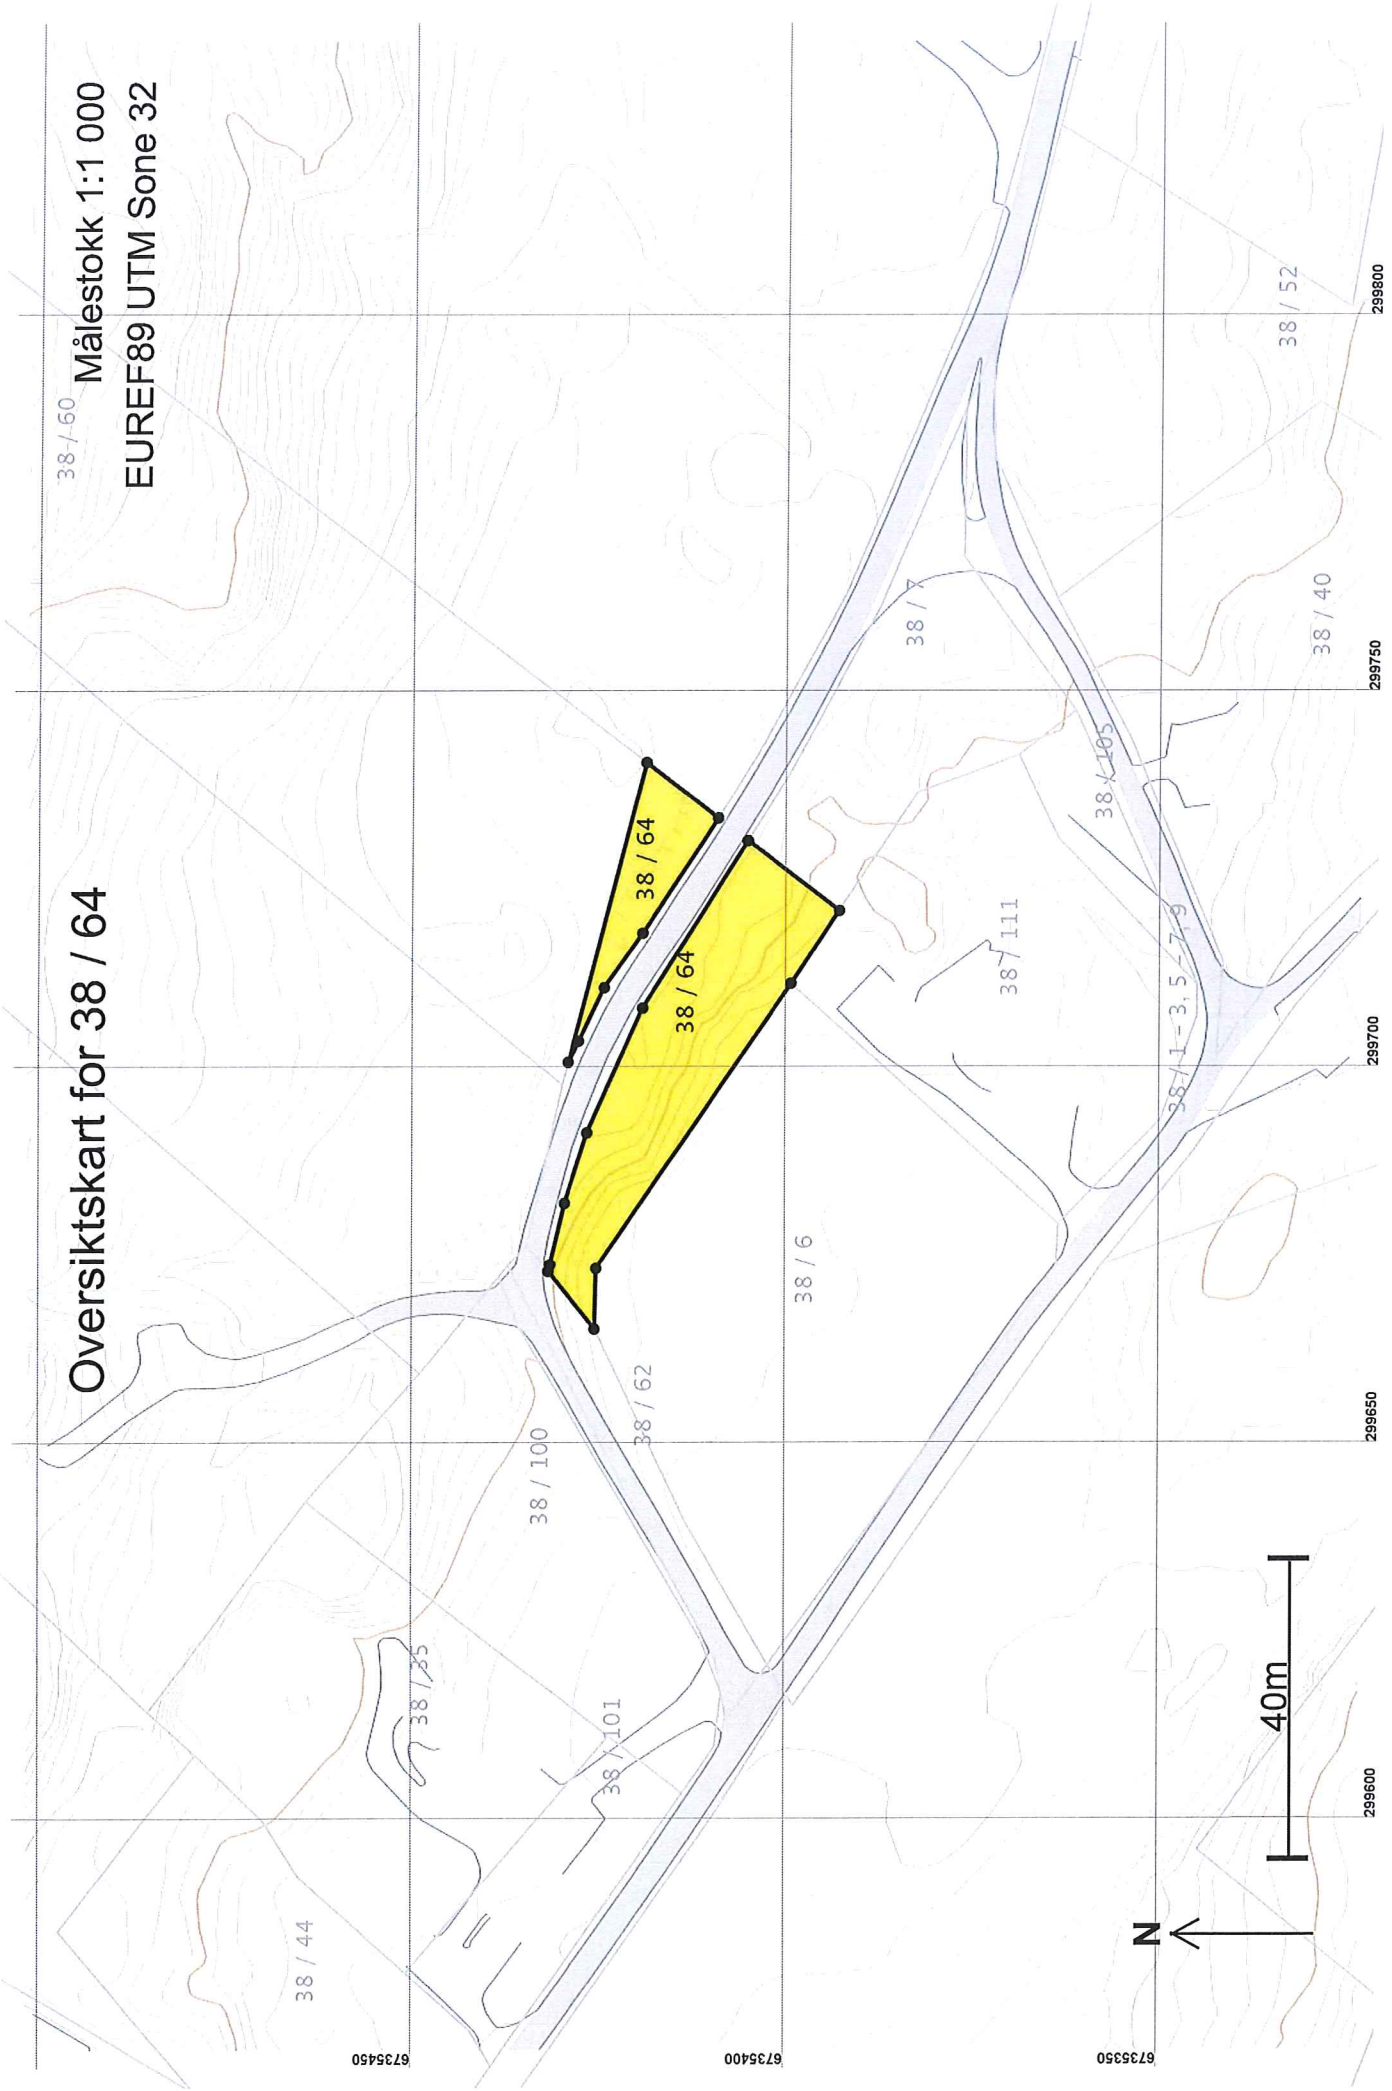 Oversiktskart for 38 / 64
Målestokk 1:1 000
EUREF89 UTM Sone 32
38 / 60
38 / 44
38 / 35
38 / 100
38 / 101
38 / 62
38 / 64
38 / 64
38 / 6
38 / 7
38 / 111
38 / 105
38 / 1 - 3, 5 - 7, 9
38 / 52
38 / 40
6735450
6735400
6735350
299600
299650
299700
299750
299800
N
40m